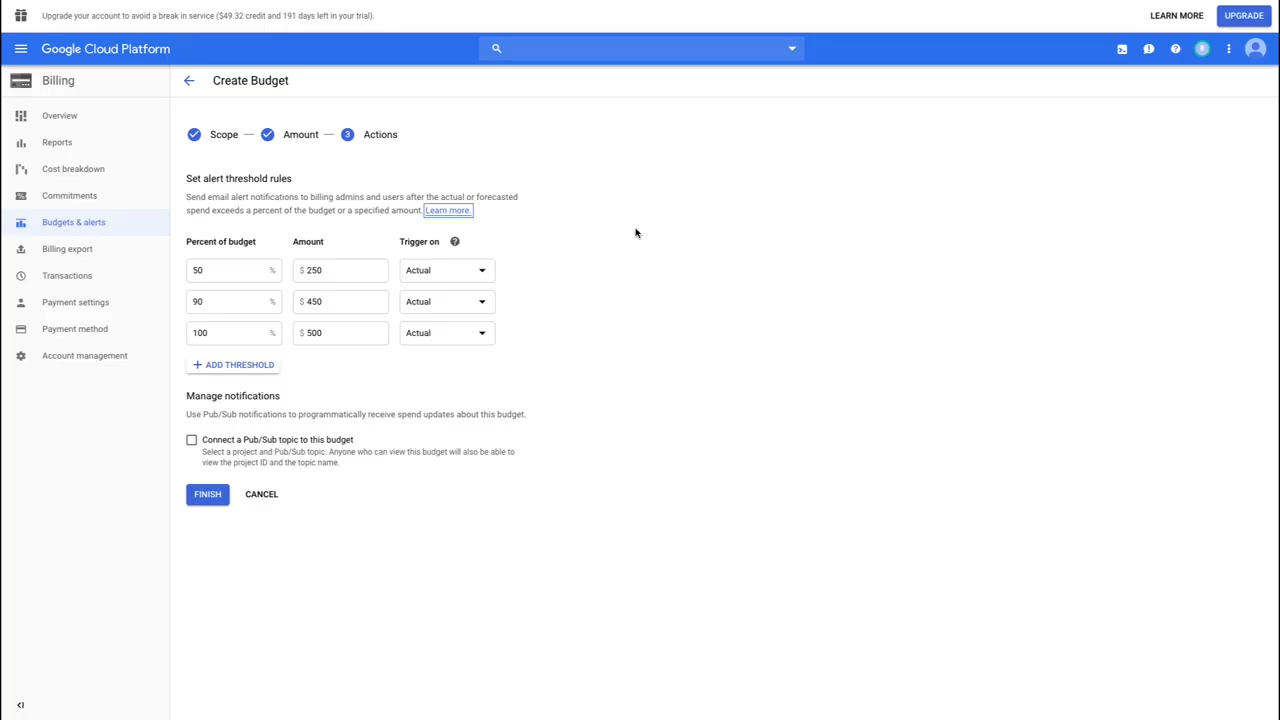 Upgrade your account to avoid a break in service ($49.32 credit and 191 days left in your trial).
LEARN MORE
UPGRADE
Google Cloud Platform
Billing
Create Budget
Overview
Reports
Cost breakdown
Commitments
Budgets & alerts
Billing export
Transactions
Payment settings
Payment method
Account management
Scope
Amount
3 Actions
Set alert threshold rules
Send email alert notifications to billing admins and users after the actual or forecasted
spend exceeds a percent of the budget or a specified amount. Learn more.
Percent of budget Amount Trigger on
50 % $ 250 Actual
90 % $ 450 Actual
100 % $ 500 Actual
+ ADD THRESHOLD
Manage notifications
Use Pub/Sub notifications to programmatically receive spend updates about this budget.
Connect a Pub/Sub topic to this budget
Select a project and Pub/Sub topic. Anyone who can view this budget will also be able to
view the project ID and the topic name.
FINISH CANCEL